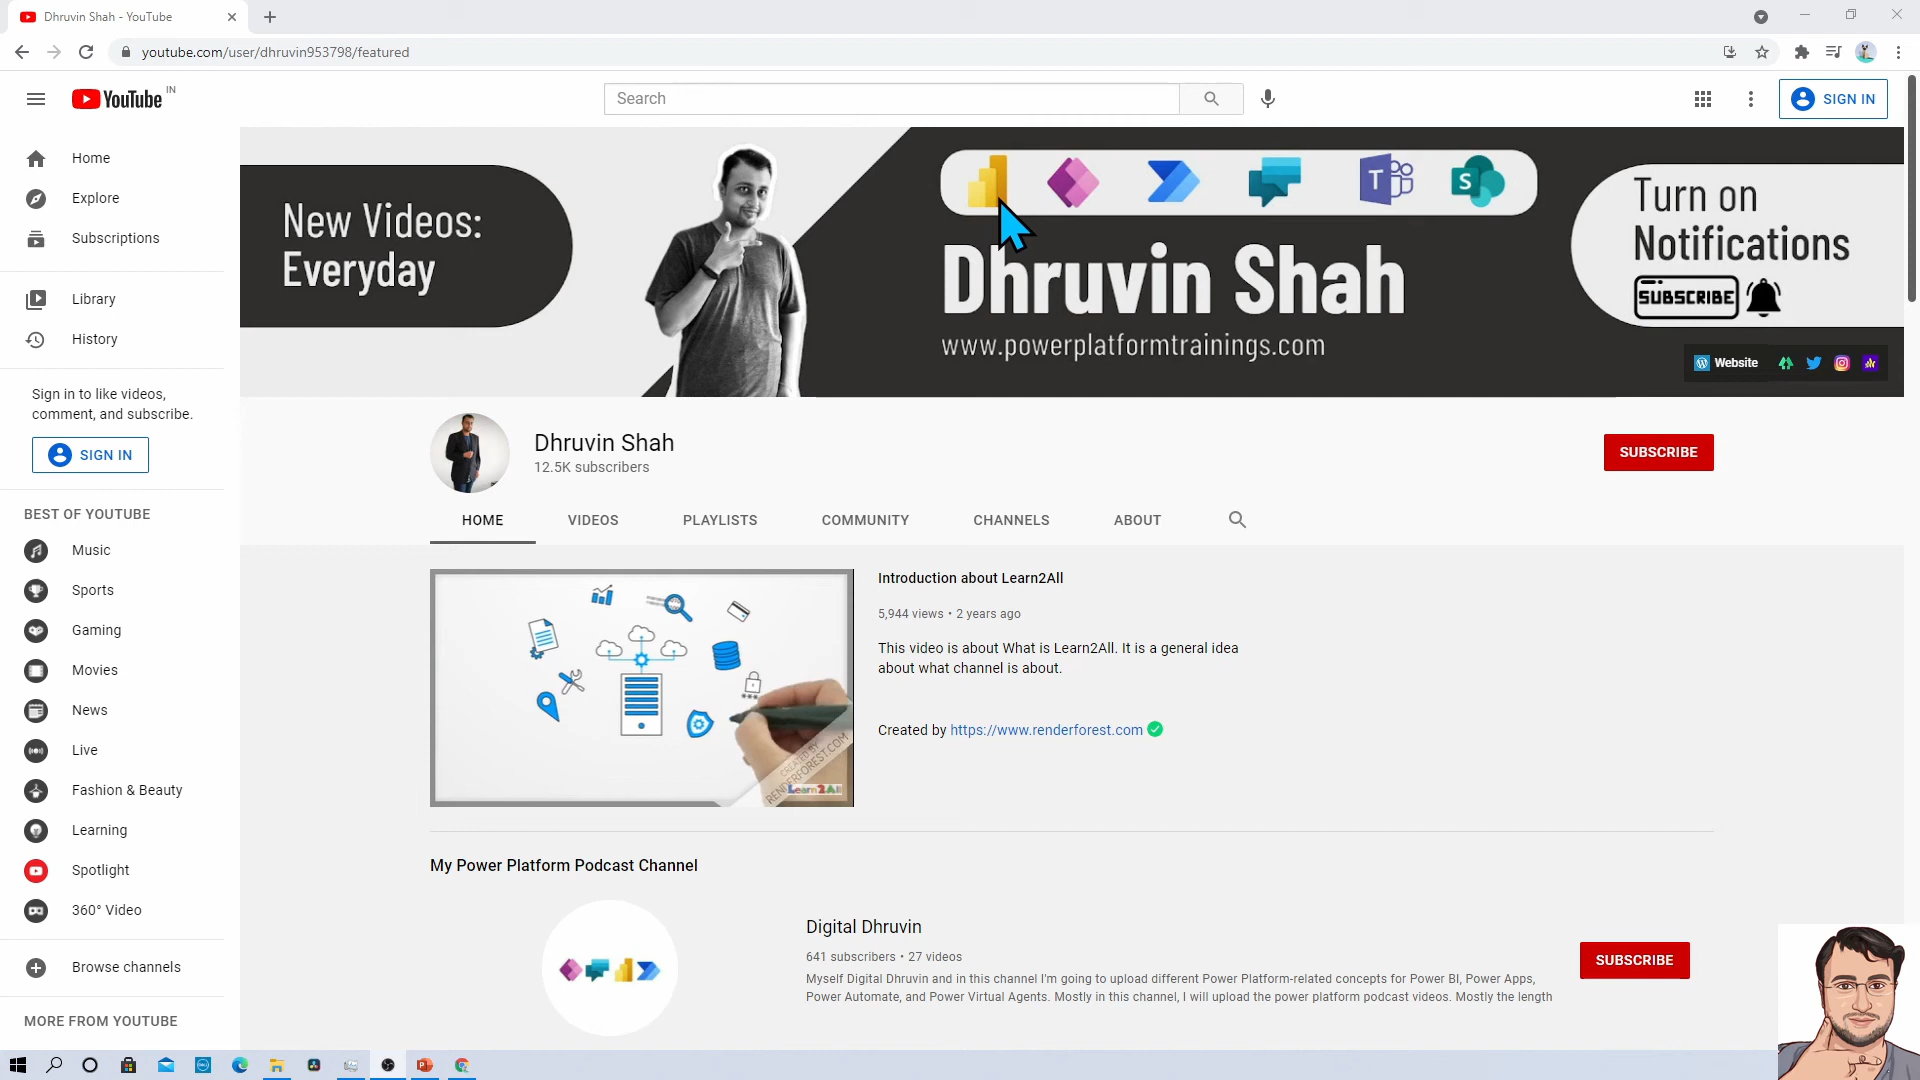 Dhruvin Shah - YouTube
youtube.com/user/dhruvin953798/featured
YouTube IN
Search
SIGN IN
Home
Explore
Subscriptions
Library
History
Sign in to like videos,
comment, and subscribe.
SIGN IN
BEST OF YOUTUBE
Music
Sports
Gaming
Movies
News
Live
Fashion & Beauty
Learning
Spotlight
360° Video
Browse channels
MORE FROM YOUTUBE
New Videos:
Everyday
T
S
Dhruvin Shah
www.powerplatformtrainings.com
Turn on
Notifications
SUBSCRIBE
Website
Dhruvin Shah
12.5K subscribers
SUBSCRIBE
HOME
VIDEOS
PLAYLISTS
COMMUNITY
CHANNELS
ABOUT
CREATED BY
RENDERFOREST.COM
Learn2All
Introduction about Learn2All
5,944 views • 2 years ago
This video is about What is Learn2All. It is a general idea
about what channel is about.
Created by https://www.renderforest.com
My Power Platform Podcast Channel
Digital Dhruvin
641 subscribers • 27 videos
Myself Digital Dhruvin and in this channel I'm going to upload different Power Platform-related concepts for Power BI, Power Apps,
Power Automate, and Power Virtual Agents. Mostly in this channel, I will upload the power platform podcast videos. Mostly the length
SUBSCRIBE